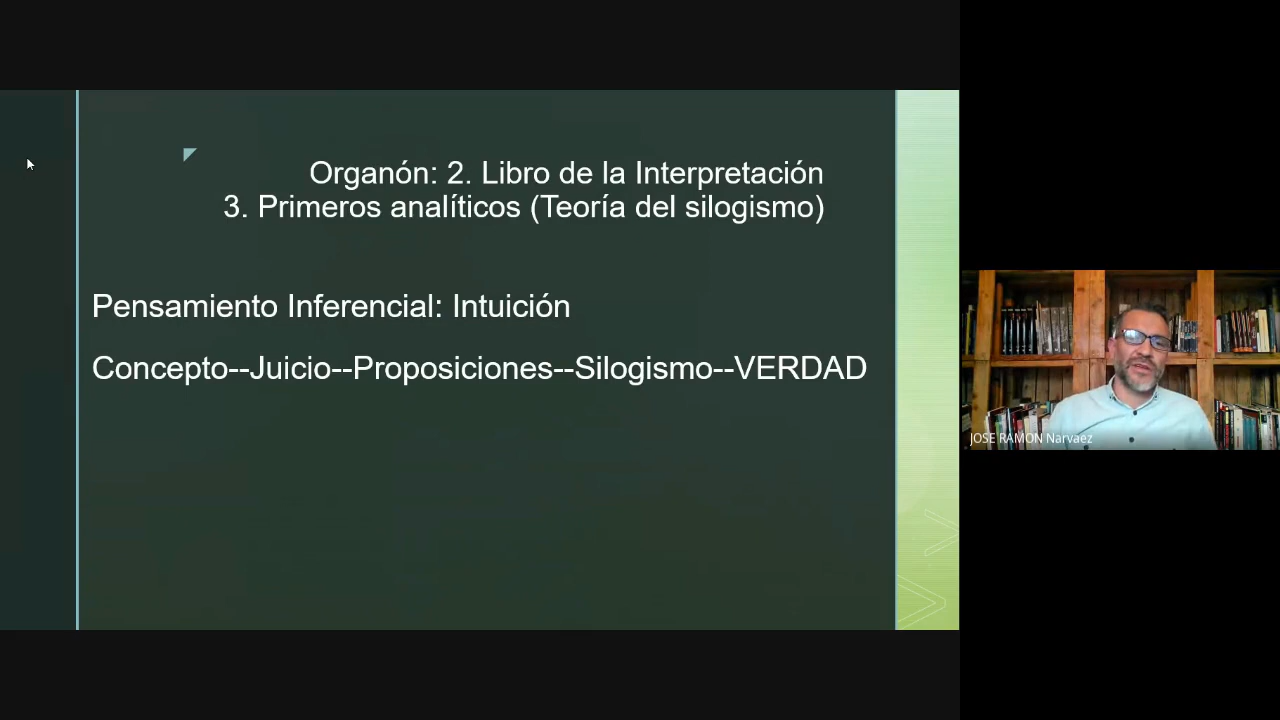 Organón: 2. Libro de la Interpretación
3. Primeros analíticos (Teoría del silogismo)
Pensamiento Inferencial: Intuición
Concepto--Juicio--Proposiciones--Silogismo--VERDAD
JOSE RAMON Narvaez